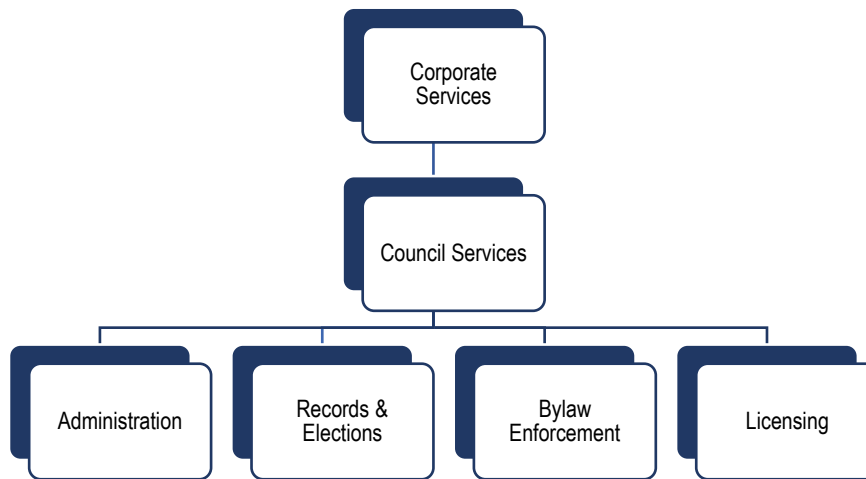 Corporate
Services
Council Services
Administration
Records &
Elections
Bylaw
Enforcement
Licensing